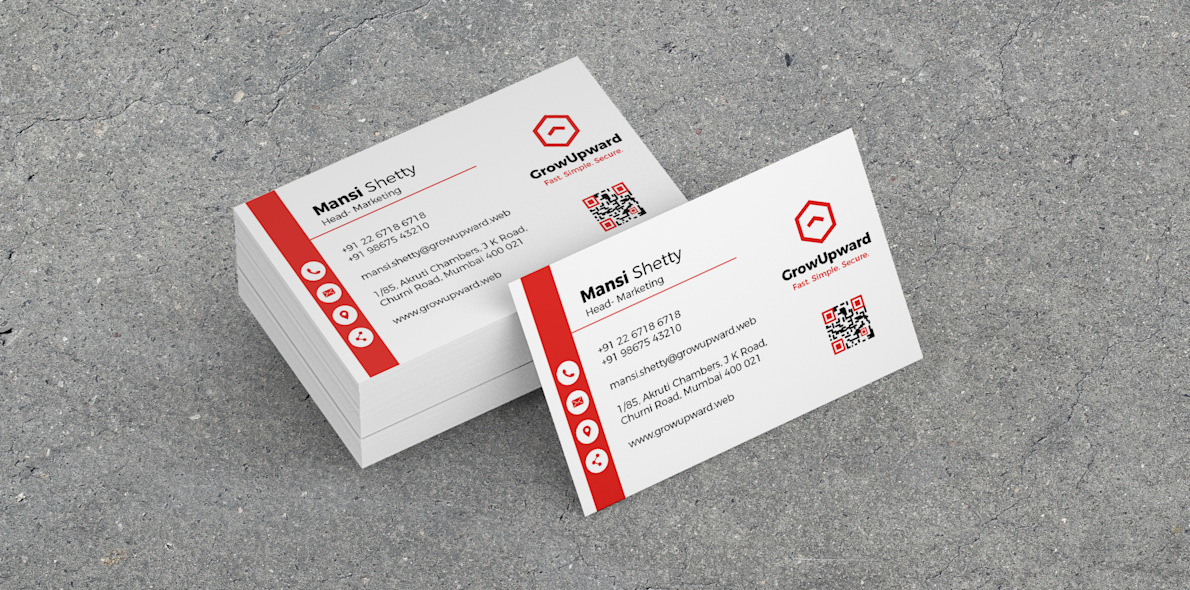 Mansi Shetty
Head- Marketing
+91 22 6718 6718
+91 98675 43210
mansi.shetty@growupward.web
1/85, Akruti Chambers, J K Road,
Churni Road, Mumbai 400 021
www.growupward.web
GrowUpward
Fast. Simple. Secure.
Mansi Shetty
Head- Marketing
+91 22 6718 6718
+91 98675 43210
mansi.shetty@growupward.web
1/85, Akruti Chambers, J K Road,
Churni Road, Mumbai 400 021
www.growupward.web
GrowUpward
Fast. Simple. Secure.